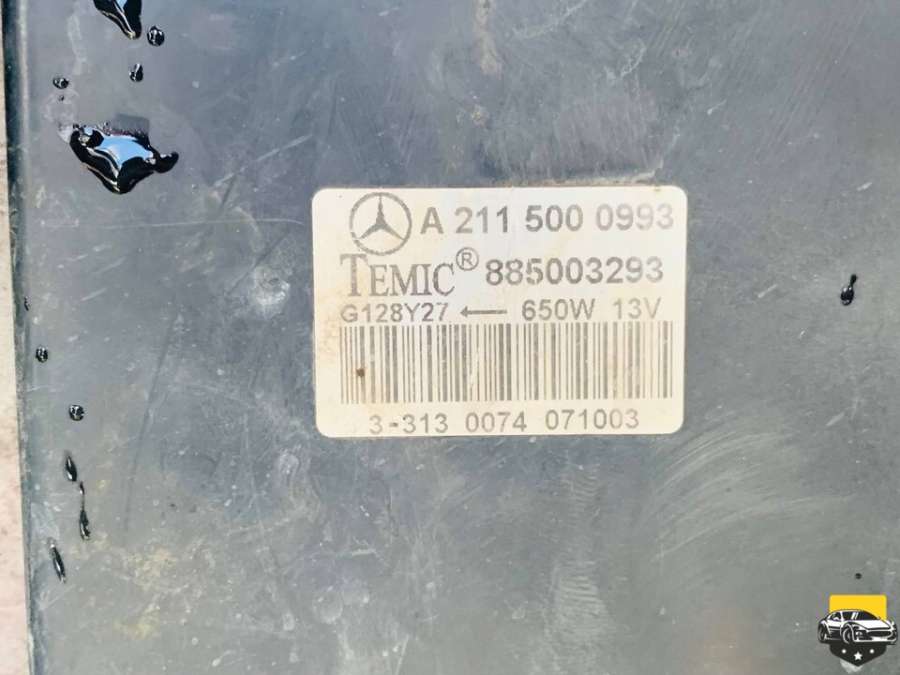 A 211 500 0993
TEMIC® 885003293
G128Y27 ← 650W 13V
3-313 0074 071003